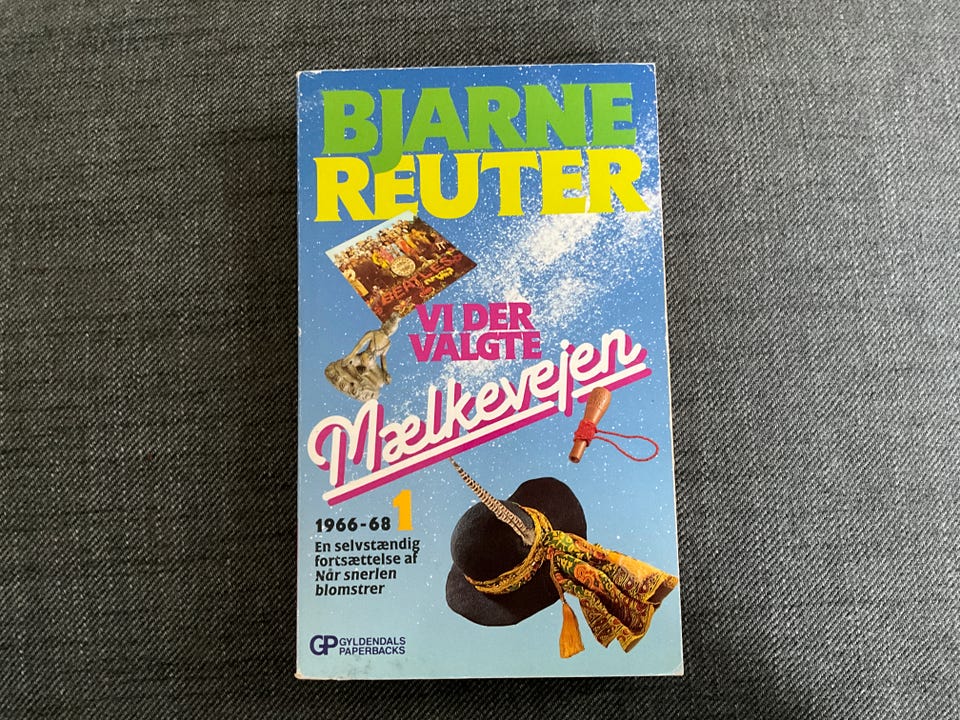 BJARNE
REUTER
BEATLES
VI DER
VALGTE
Mælkevejen
1966-68 1
En selvstændig
fortsættelse af
Når snerlen
blomstrer
GP GYLDENDALS
PAPERBACKS